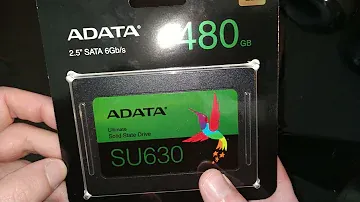 ADATA
480 GB
2.5" SATA 6Gb/s
ADATA
Ultimate
Solid State Drive
SU630